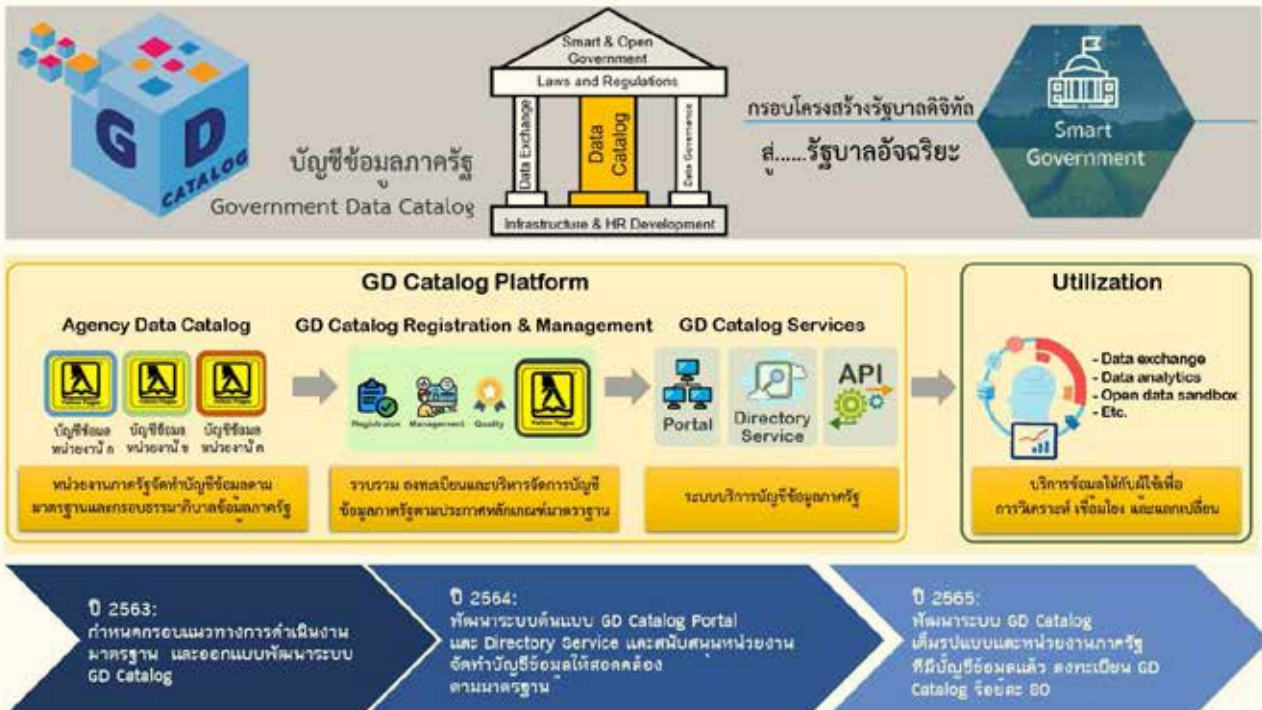 G D
CATALOG
บัญชีข้อมูลภาครัฐ
Government Data Catalog
Smart & Open
Government
Laws and Regulations
Data Exchange
Data
Catalog
Data Governance
Infrastructure & HR Development
กรอบโครงสร้างรัฐบาลดิจิทัล
สู่......รัฐบาลอัจฉริยะ
Smart
Government
GD Catalog Platform
Agency Data Catalog
บัญชีข้อมูล
หน่วยงาน ก
บัญชีข้อมูล
หน่วยงาน ข
บัญชีข้อมูล
หน่วยงาน ค
หน่วยงานภาครัฐจัดทำบัญชีข้อมูลตาม
มาตรฐานและกรอบธรรมาภิบาลข้อมูลภาครัฐ
GD Catalog Registration & Management
Registration
Management
Quality
Yellow Pages
รวบรวม ลงทะเบียนและบริหารจัดการบัญชี
ข้อมูลภาครัฐตามประกาศหลักเกณฑ์มาตรฐาน
GD Catalog Services
Portal
Directory
Service
API
ระบบบริการบัญชีข้อมูลภาครัฐ
Utilization
- Data exchange
- Data analytics
- Open data sandbox
- Etc.
บริการข้อมูลให้กับผู้ใช้เพื่อ
การวิเคราะห์ เชื่อมโยง และแลกเปลี่ยน
ปี 2563:
กำหนดกรอบแนวทางการดำเนินงาน
มาตรฐาน และออกแบบพัฒนาระบบ
GD Catalog
ปี 2564:
พัฒนาระบบต้นแบบ GD Catalog Portal
และ Directory Service และสนับสนุนหน่วยงาน
จัดทำบัญชีข้อมูลให้สอดคล้อง
ตามมาตรฐาน
ปี 2565:
พัฒนาระบบ GD Catalog
เต็มรูปแบบและหน่วยงานภาครัฐ
ที่มีบัญชีข้อมูลแล้ว ลงทะเบียน GD
Catalog ร้อยละ 80